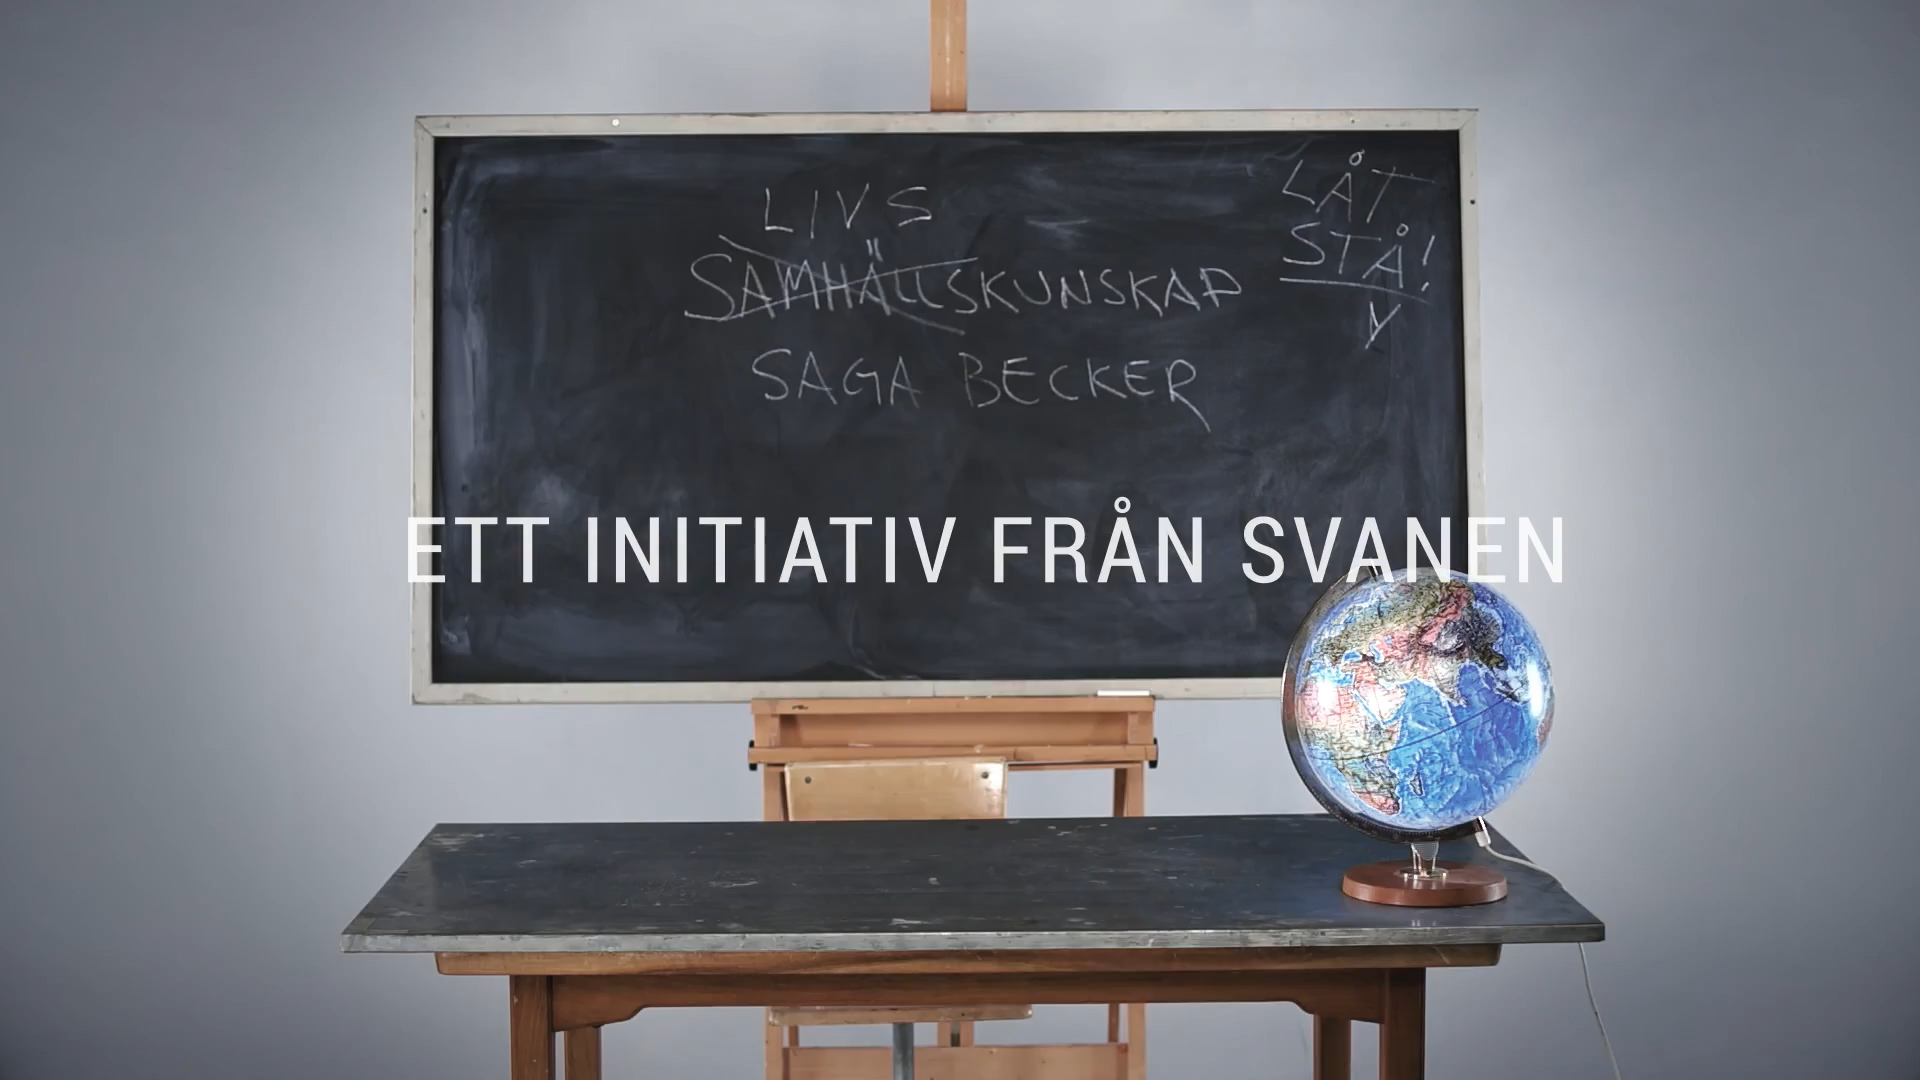 LIVS
SAMHÄLLSKUNSKAP
SAGA BECKER
LÅT
STÅ!
ETT INITIATIV FRÅN SVANEN